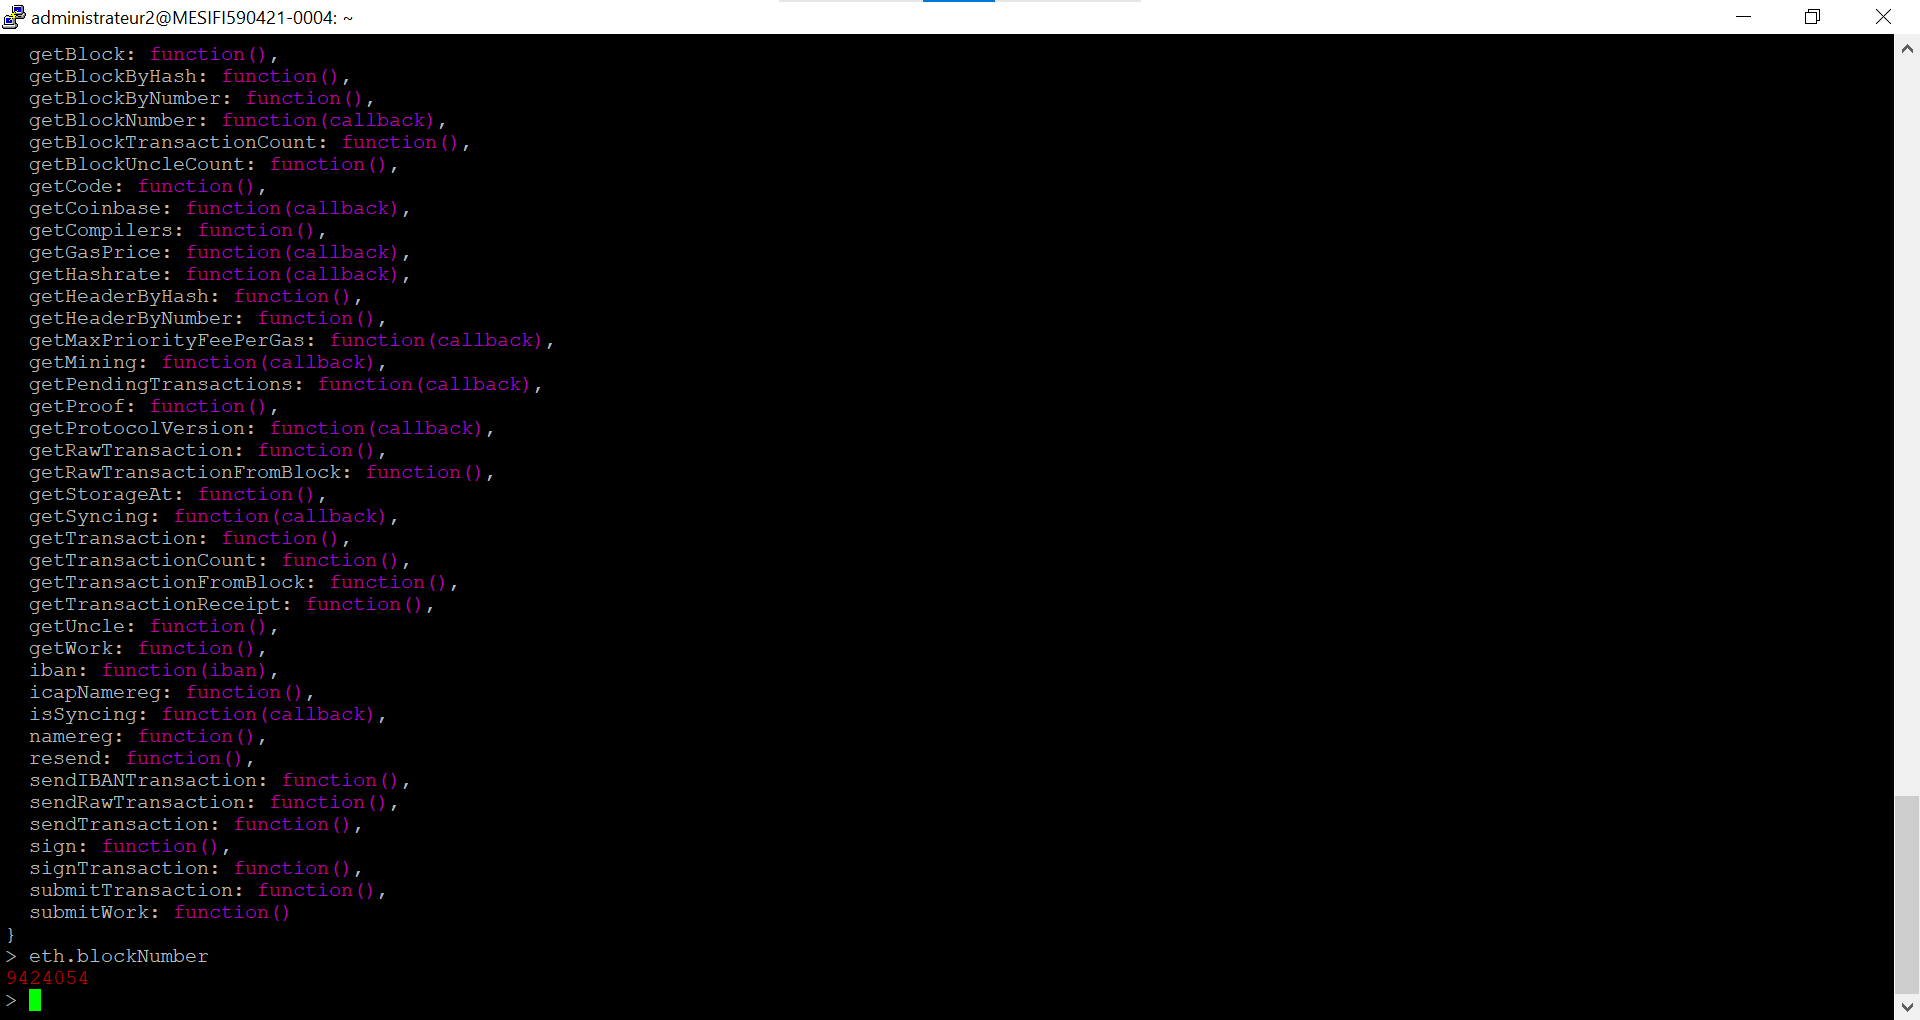 administrateur2@MESIFI590421-0004: ~
getBlock: function(),
getBlockByHash: function(),
getBlockByNumber: function(),
getBlockNumber: function(callback),
getBlockTransactionCount: function(),
getBlockUncleCount: function(),
getCode: function(),
getCoinbase: function(callback),
getCompilers: function(),
getGasPrice: function(callback),
getHashrate: function(callback),
getHeaderByHash: function(),
getHeaderByNumber: function(),
getMaxPriorityFeePerGas: function(callback),
getMining: function(callback),
getPendingTransactions: function(callback),
getProof: function(),
getProtocolVersion: function(callback),
getRawTransaction: function(),
getRawTransactionFromBlock: function(),
getStorageAt: function(),
getSyncing: function(callback),
getTransaction: function(),
getTransactionCount: function(),
getTransactionFromBlock: function(),
getTransactionReceipt: function(),
getUncle: function(),
getWork: function(),
iban: function(iban),
icapNamereg: function(),
isSyncing: function(callback),
namereg: function(),
resend: function(),
sendIBANTransaction: function(),
sendRawTransaction: function(),
sendTransaction: function(),
sign: function(),
signTransaction: function(),
submitTransaction: function(),
submitWork: function()
}
> eth.blockNumber
9424054
>